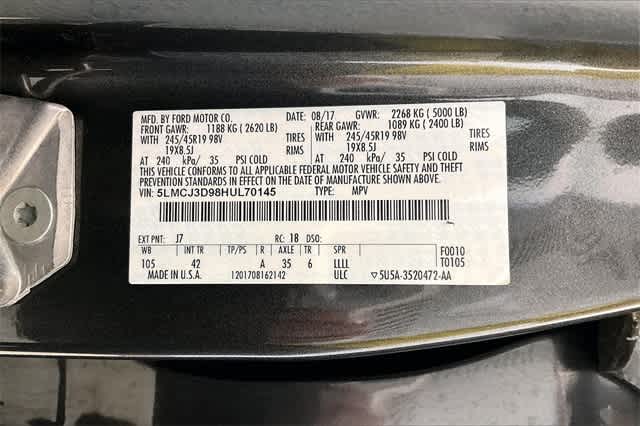 MFD. BY FORD MOTOR CO. DATE: 08/17 GVWR: 2268 KG ( 5000 LB)
FRONT GAWR: 1188 KG ( 2620 LB) REAR GAWR: 1089 KG ( 2400 LB)
WITH 245/45R19 98V TIRES WITH 245/45R19 98V TIRES
19X8.5J RIMS 19X8.5J RIMS
AT 240 kPa/ 35 PSI COLD AT 240 kPa/ 35 PSI COLD
THIS VEHICLE CONFORMS TO ALL APPLICABLE FEDERAL MOTOR VEHICLE SAFETY
AND THEFT PREVENTION STANDARDS IN EFFECT ON THE DATE OF MANUFACTURE SHOWN ABOVE.
VIN: 5LMCJ3D98HUL70145 TYPE: MPV
EXT PNT: J7 RC: 18 DSO: F0010
WB INT TR TP/PS R AXLE TR SPR T0105
105 42 A 35 6 LLLL
MADE IN U.S.A. 1201708162142 ULC ▽5U5A-3520472-AA